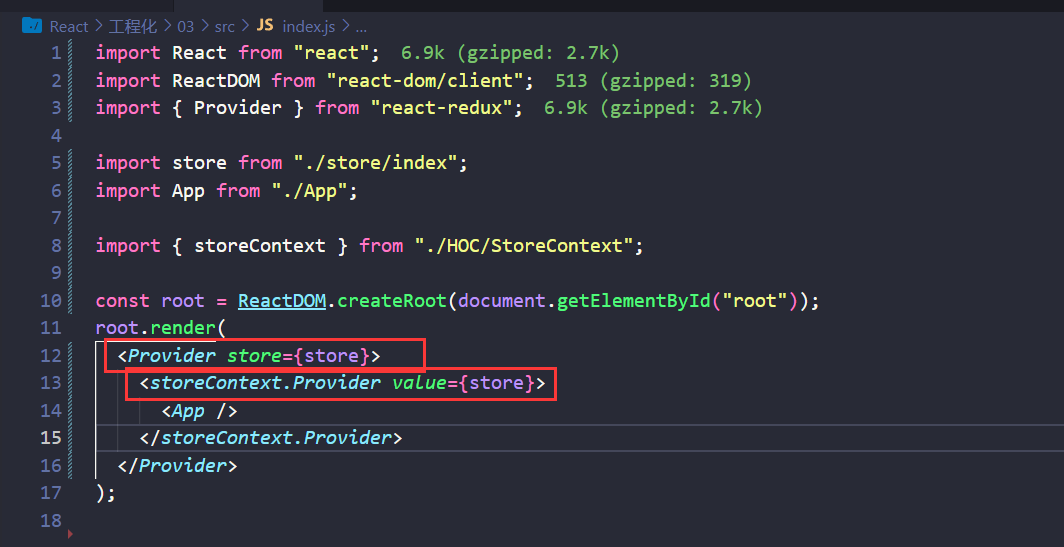 React > 工程化 > 03 > src > JS index.js > ...
1 import React from "react"; 6.9k (gzipped: 2.7k)
2 import ReactDOM from "react-dom/client"; 513 (gzipped: 319)
3 import { Provider } from "react-redux"; 6.9k (gzipped: 2.7k)
4
5 import store from "./store/index";
6 import App from "./App";
7
8 import { storeContext } from "./HOC/StoreContext";
9
10 const root = ReactDOM.createRoot(document.getElementById("root"));
11 root.render(
12 <Provider store={store}>
13 <storeContext.Provider value={store}>
14 <App />
15 </storeContext.Provider>
16 </Provider>
17 );
18